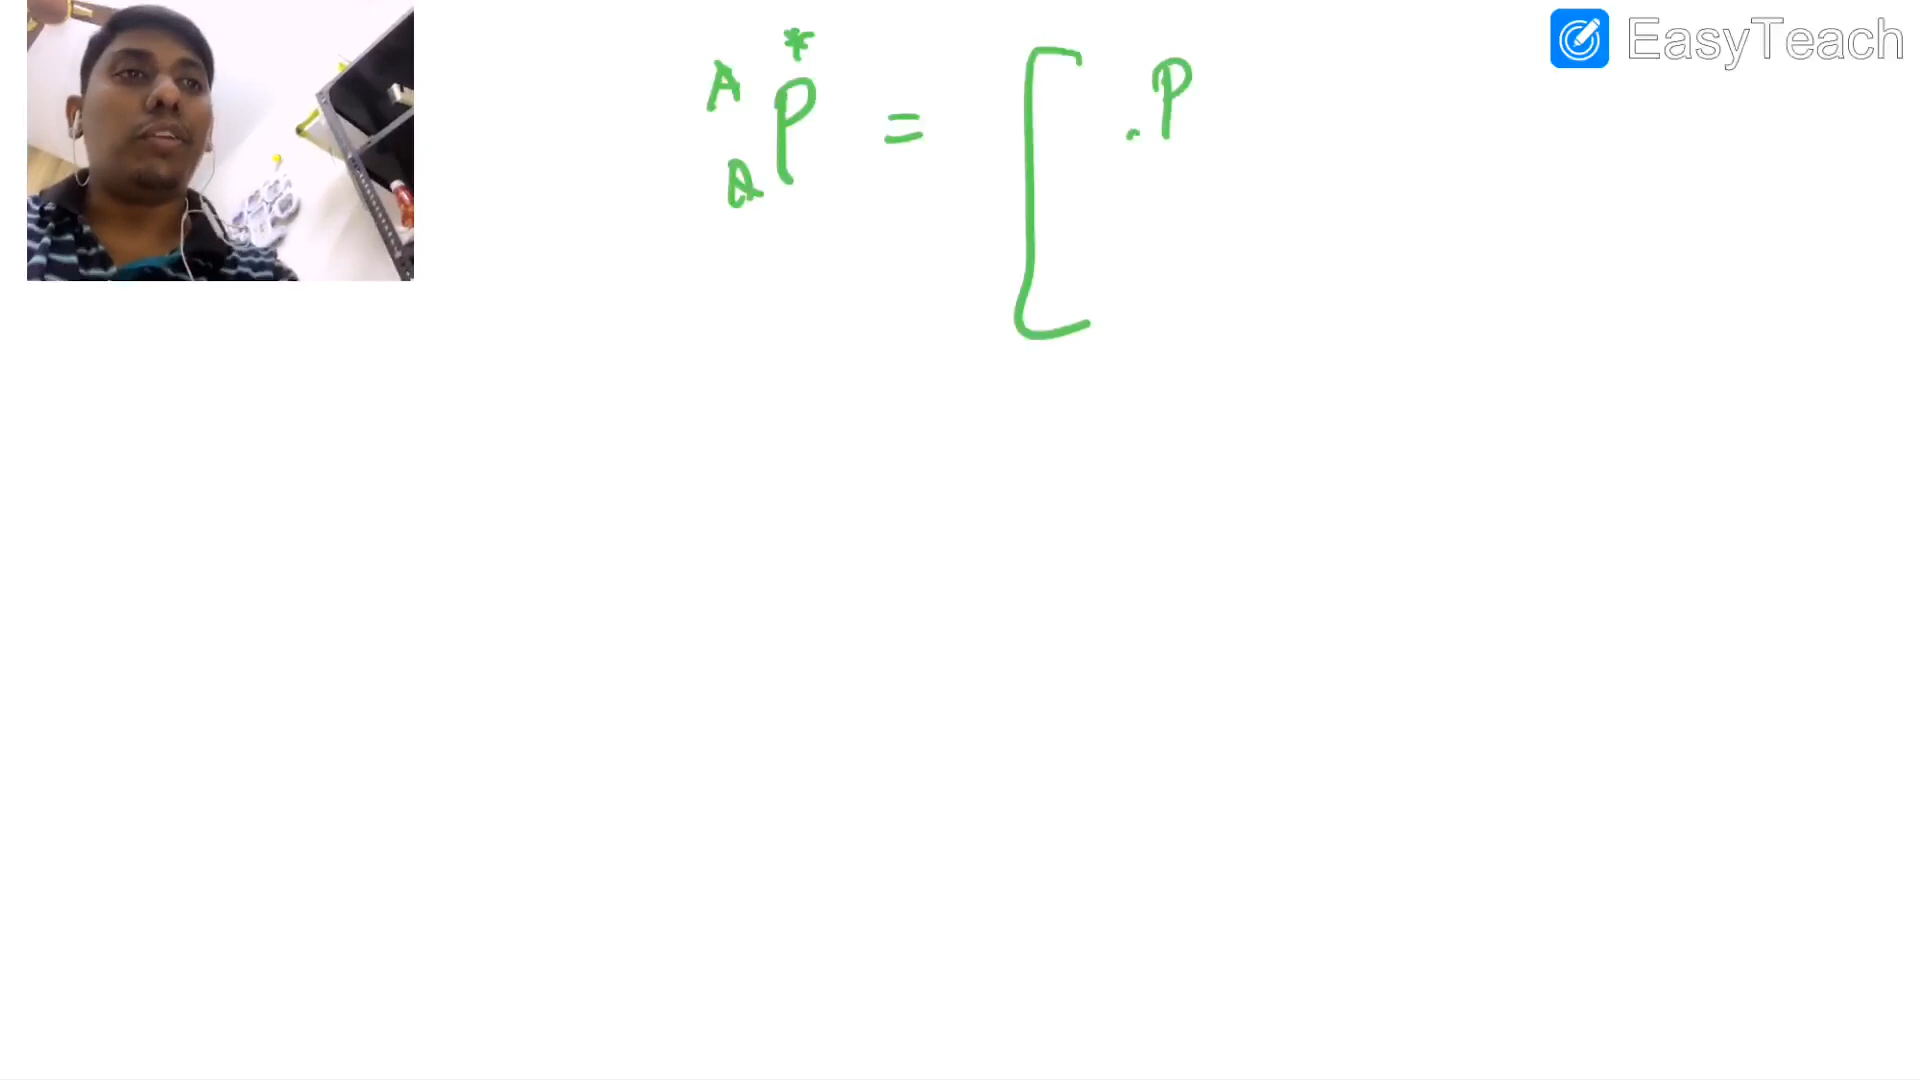 EasyTeach
A P* = [ .P
Q